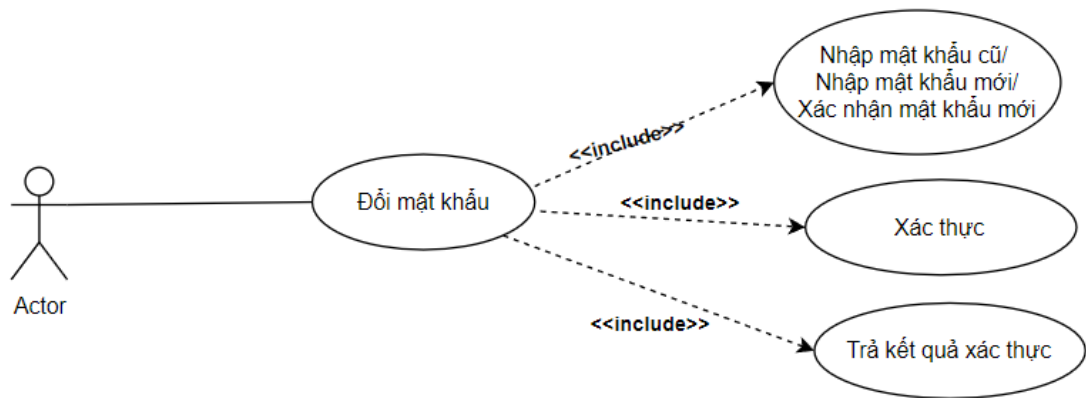 Nhập mật khẩu cũ/
Nhập mật khẩu mới/
Xác nhận mật khẩu mới
<<include>>
Đổi mật khẩu
<<include>>
Xác thực
Actor
<<include>>
Trả kết quả xác thực